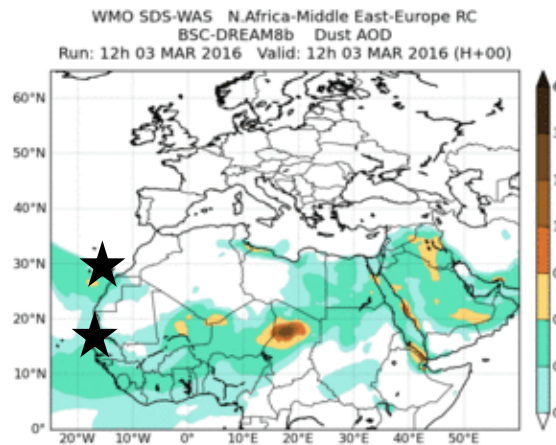 WMO SDS-WAS N.Africa-Middle East-Europe RC
BSC-DREAM8b Dust AOD
Run: 12h 03 MAR 2016 Valid: 12h 03 MAR 2016 (H+00)
60°N
50°N
40°N
30°N
20°N
10°N
0°
20°W
10°W
0°
10°E
20°E
30°E
40°E
50°E